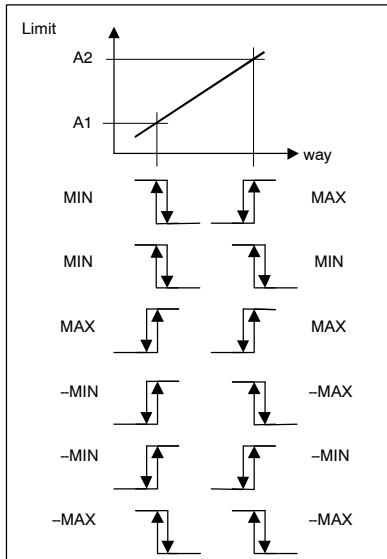 Limit
A2
A1
way
MIN MAX
MIN MIN
MAX MAX
–MIN –MAX
–MIN –MIN
–MAX –MAX